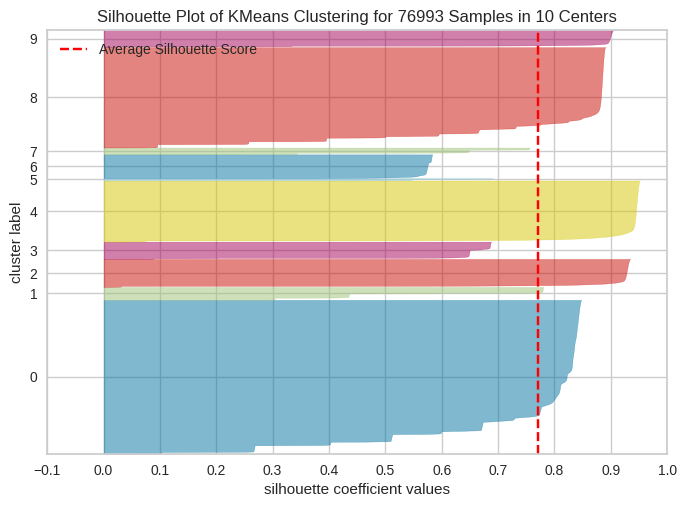 Silhouette Plot of KMeans Clustering for 76993 Samples in 10 Centers
Average Silhouette Score
9
8
7
6
5
4
3
2
1
0
cluster label
−0.1 0.0 0.1 0.2 0.3 0.4 0.5 0.6 0.7 0.8 0.9 1.0
silhouette coefficient values